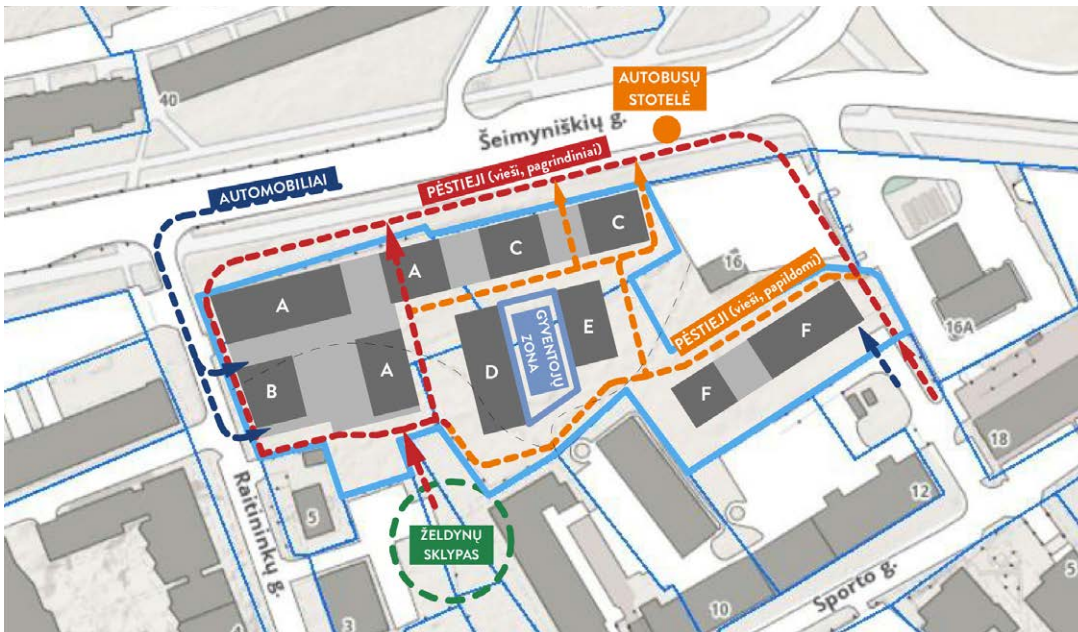 AUTOBUSŲ
STOTELĖ
40
Šeimyniškių g.
PĖSTIEJI (vieši, pagrindiniai)
AUTOMOBILIAI
C
C
A
A
16
PĖSTIEJI (vieši, papildomi)
16A
GYVENTOJŲ
ZONA
E
D
F
F
B
A
18
Raitininkų g.
5
ŽELDYNŲ
SKLYPAS
12
10
Sporto g.
3
5